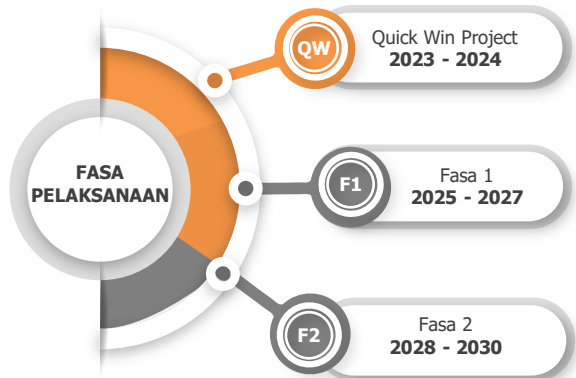 FASA
PELAKSANAAN
QW
Quick Win Project
2023 - 2024
F1
Fasa 1
2025 - 2027
F2
Fasa 2
2028 - 2030